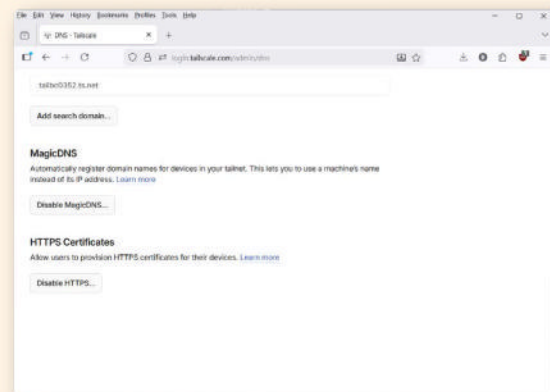 File Edit View History Bookmarks Profiles Tools Help
DNS - Tailscale
login.tailscale.com/admin/dns
Add search domain...
MagicDNS
Automatically register domain names for devices in your tailnet. This lets you to use a machine's name
instead of its IP address. Learn more
Disable MagicDNS...
HTTPS Certificates
Allow users to provision HTTPS certificates for their devices. Learn more
Disable HTTPS...